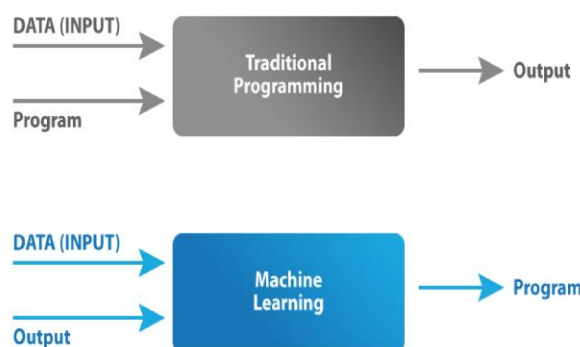 DATA (INPUT)
Traditional
Programming
Output
Program
DATA (INPUT)
Machine
Learning
Program
Output